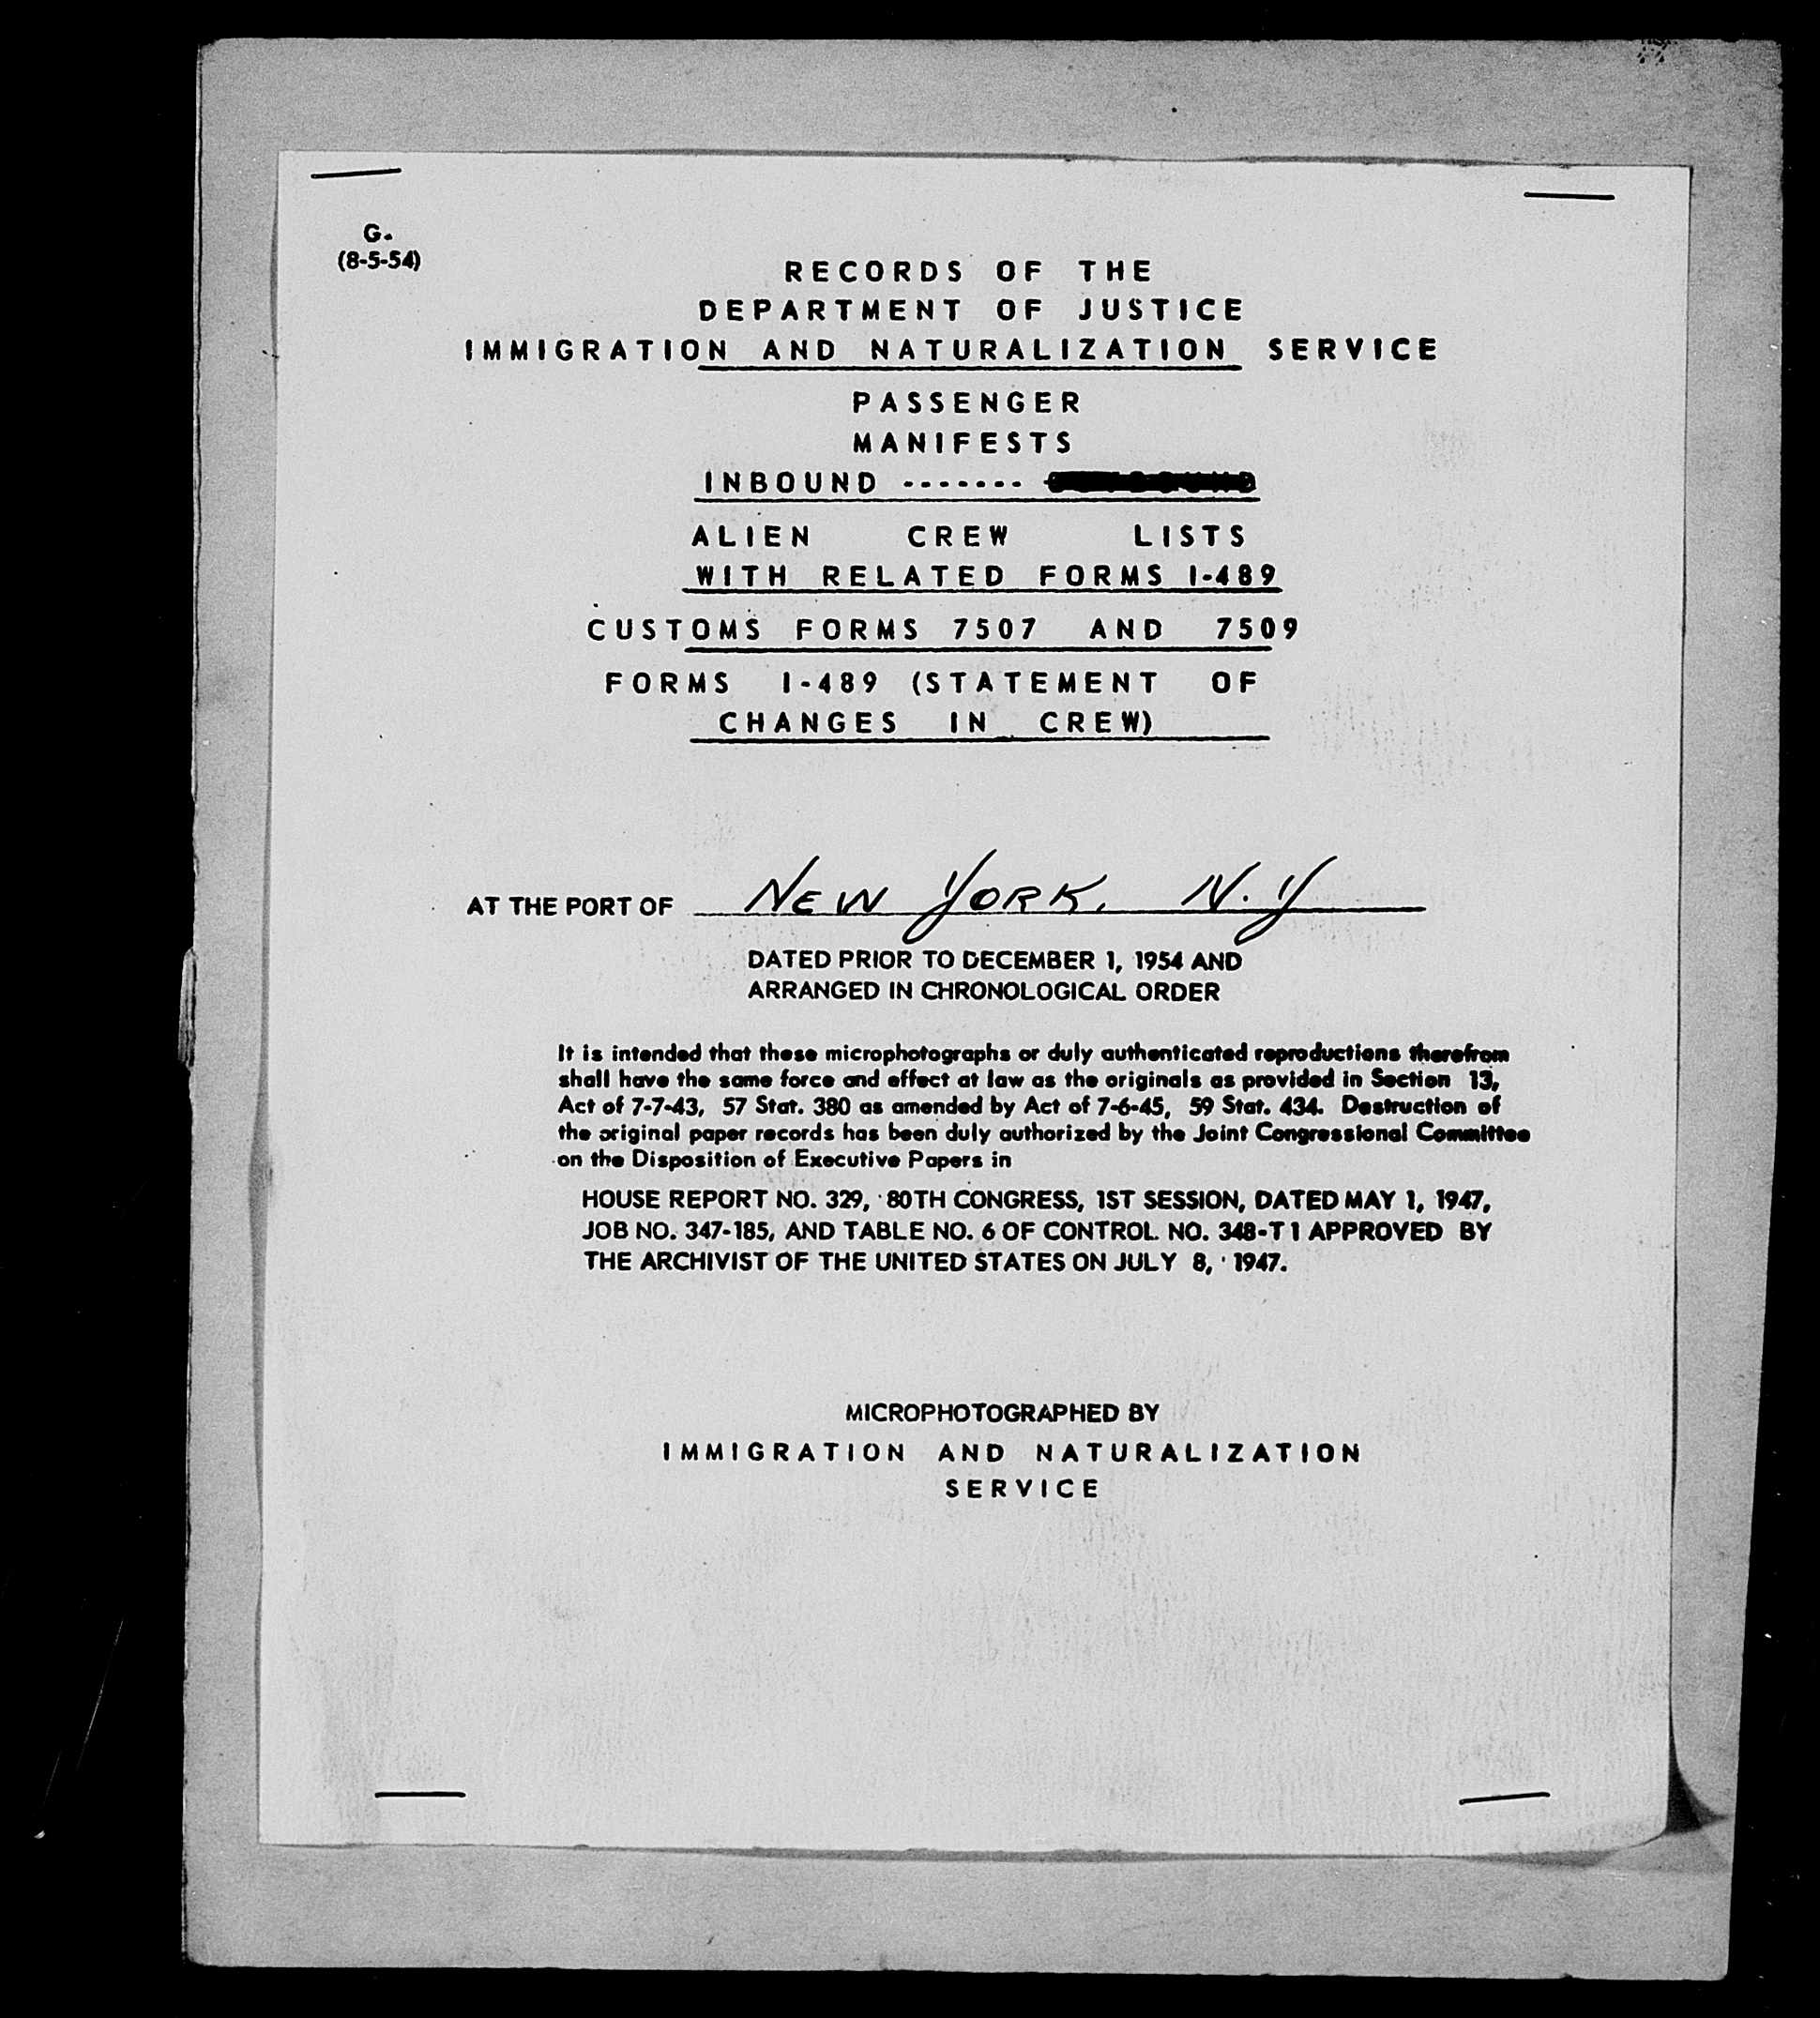 G.
(8-5-54)
RECORDS OF THE
DEPARTMENT OF JUSTICE
IMMIGRATION AND NATURALIZATION SERVICE
PASSENGER
MANIFESTS
INBOUND -------
ALIEN CREW LISTS
WITH RELATED FORMS I-489
CUSTOMS FORMS 7507 AND 7509
FORMS I-489 (STATEMENT OF
CHANGES IN CREW)
AT THE PORT OF NEW YORK, N.Y
DATED PRIOR TO DECEMBER 1, 1954 AND
ARRANGED IN CHRONOLOGICAL ORDER
It is intended that these microphotographs or duly authenticated reproductions therefrom
shall have the same force and effect at law as the originals as provided in Section 13,
Act of 7-7-43, 57 Stat. 380 as amended by Act of 7-6-45, 59 Stat. 434. Destruction of
the original paper records has been duly authorized by the Joint Congressional Committee
on the Disposition of Executive Papers in
HOUSE REPORT NO. 329, 80TH CONGRESS, 1ST SESSION, DATED MAY 1, 1947,
JOB NO. 347-185, AND TABLE NO. 6 OF CONTROL NO. 348-T1 APPROVED BY
THE ARCHIVIST OF THE UNITED STATES ON JULY 8, 1947.
MICROPHOTOGRAPHED BY
IMMIGRATION AND NATURALIZATION
SERVICE